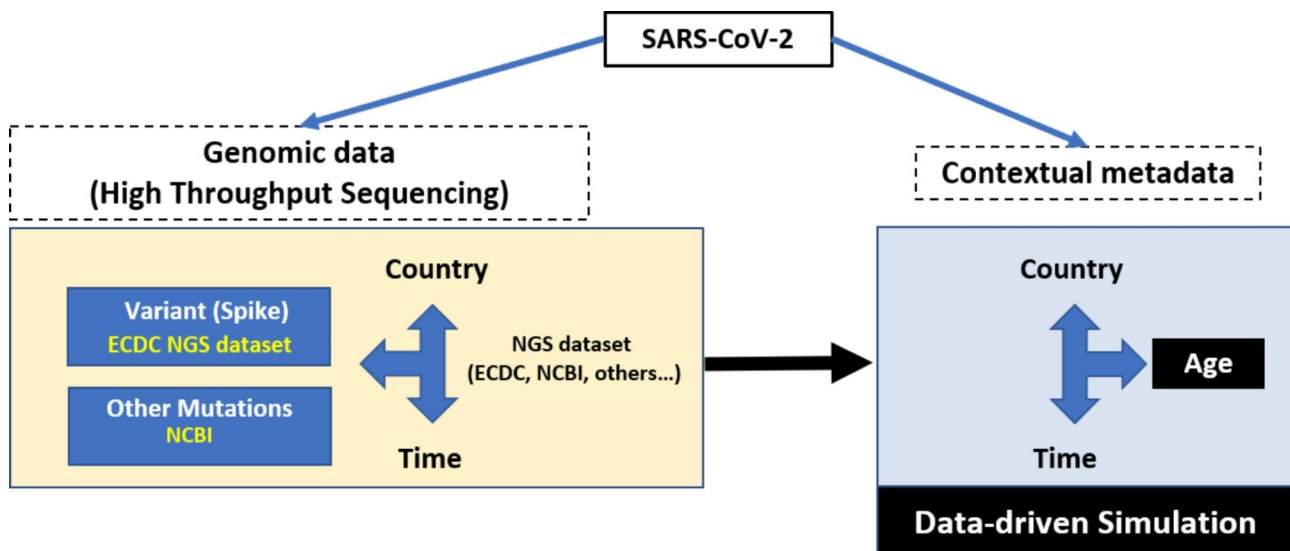 SARS-CoV-2
Genomic data
(High Throughput Sequencing)
Contextual metadata
Country
Variant (Spike)
ECDC NGS dataset
NGS dataset
(ECDC, NCBI, others...)
Other Mutations
NCBI
Time
Country
Age
Time
Data-driven Simulation